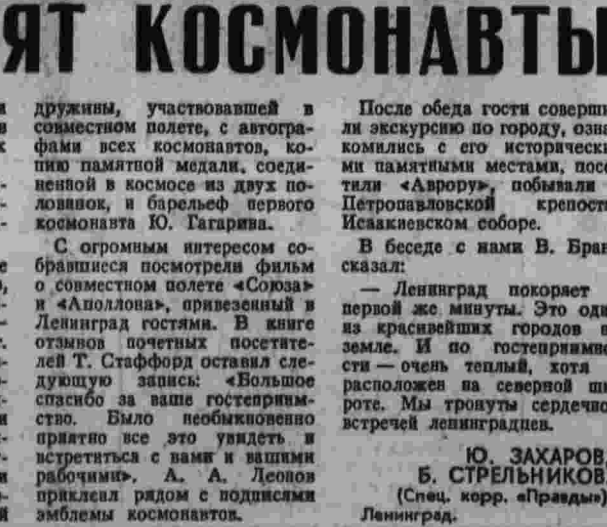 ЯТ КОСМОНАВТЫ
дружины, участвовавшей в
совместном полете, с автогра-
фами всех космонавтов, ко-
пию памятной медали, соеди-
ненной в космосе из двух по-
ловинок, и барельеф первого
космонавта Ю. Гагарина.
С огромным интересом со-
бравшиеся посмотрели фильм
о совместном полете «Союза»
и «Аполлона», привезенный в
Ленинград гостями. В книге
отзывов почетных посетите-
лей Т. Стаффорд оставил сле-
дующую запись: «Большое
спасибо за ваше гостеприим-
ство. Было необыкновенно
приятно все это увидеть и
встретиться с вами и вашими
рабочими». А. А. Леонов
приклеил рядом с подписями
эмблемы космонавтов.
После обеда гости соверши-
ли экскурсию по городу, озна
комились с его исторически
ми памятными местами, посе
тили «Аврору», побывали
Петропавловской крепост
Исаакиевском соборе.
В беседе с нами В. Бран
сказал:
— Ленинград покоряет
первой же минуты. Это оди
из красивейших городов н
земле. И по гостеприимно
сти — очень теплый, хотя
расположен на северной ши
роте. Мы тронуты сердечно
встречей ленинградцев.
Ю. ЗАХАРОВ,
Б. СТРЕЛЬНИКОВ.
(Спец. корр. «Правды»)
Ленинград.